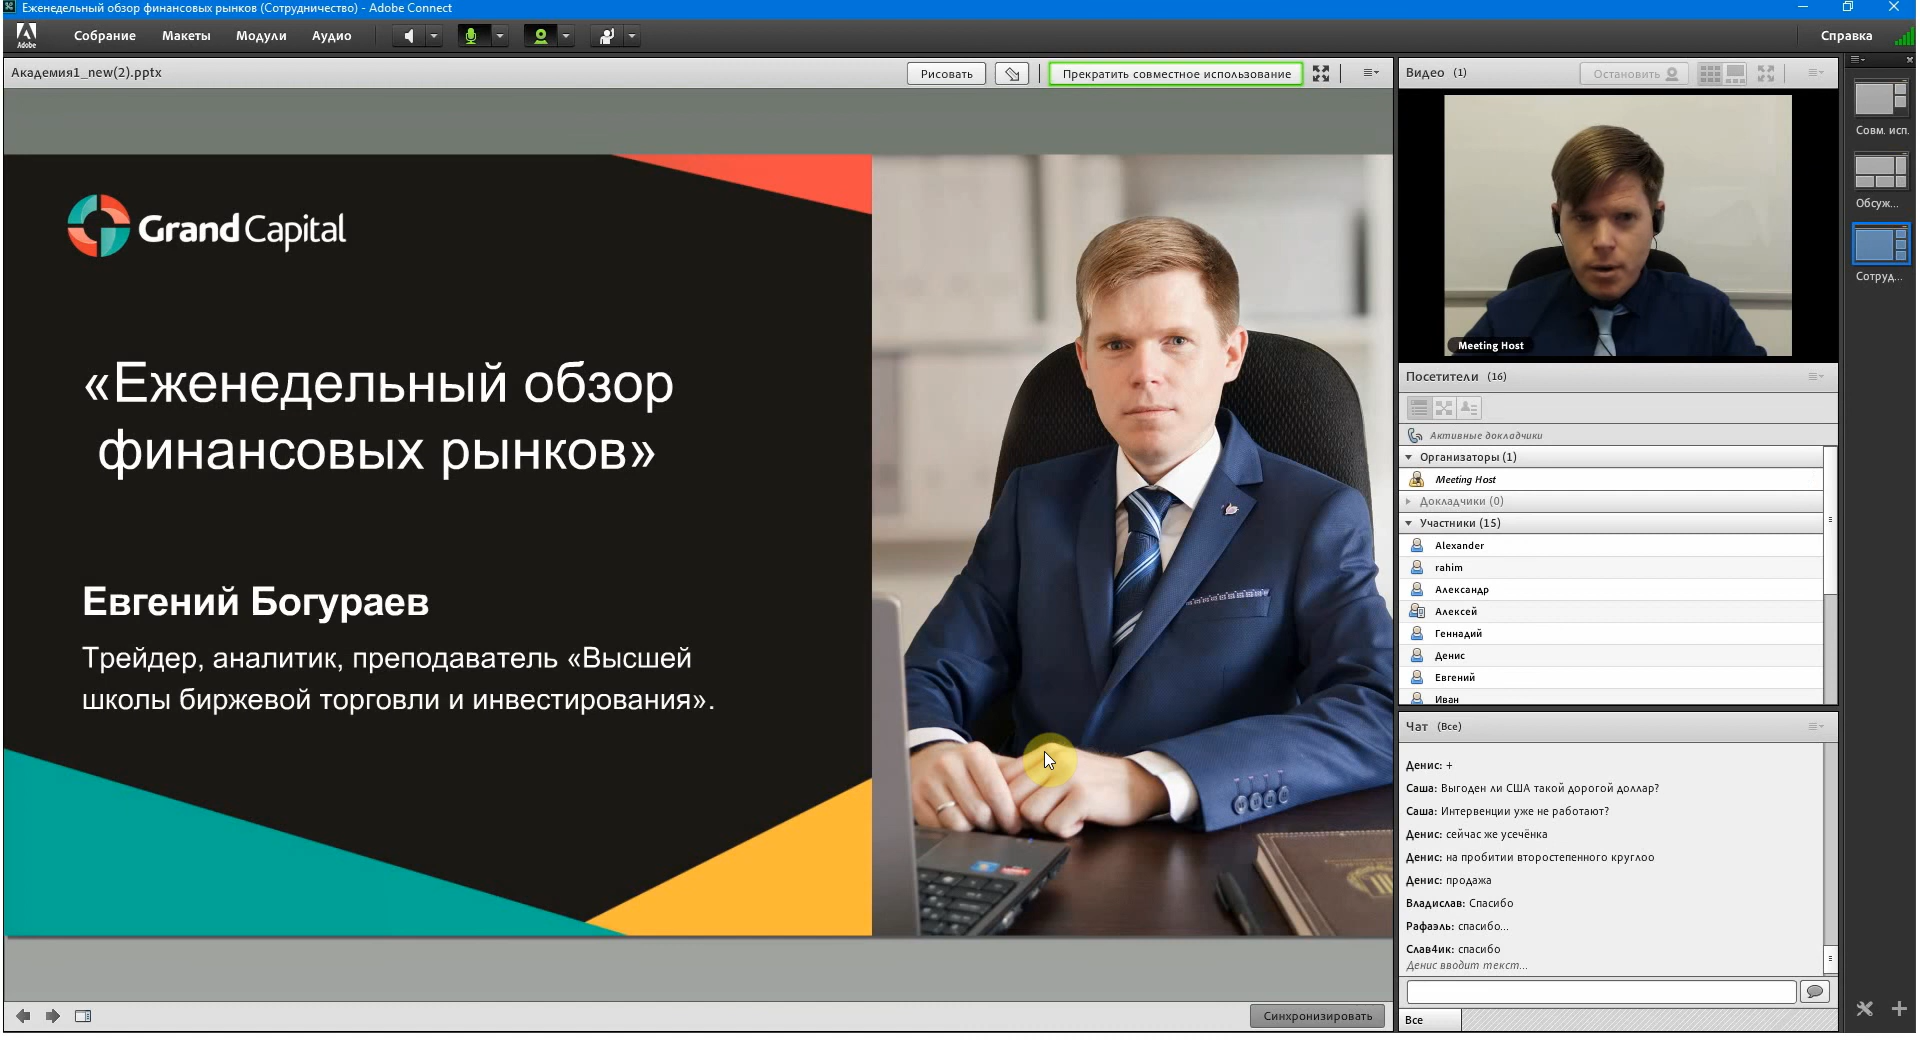 Еженедельный обзор финансовых рынков (Сотрудничество) - Adobe Connect
Adobe
Собрание Макеты Модули Аудио
Справка
Академия1_new(2).pptx
Рисовать
Прекратить совместное использование
GrandCapital
«Еженедельный обзор
финансовых рынков»
Евгений Богураев
Трейдер, аналитик, преподаватель «Высшей
школы биржевой торговли и инвестирования».
Синхронизировать
Видео (1)
Остановить
Meeting Host
Посетители (16)
Активные докладчики
Организаторы (1)
Meeting Host
Докладчики (0)
Участники (15)
Alexander
rahim
Александр
Алексей
Геннадий
Денис
Евгений
Иван
Чат (Все)
Денис: +
Саша: Выгоден ли США такой дорогой доллар?
Саша: Интервенции уже не работают?
Денис: сейчас же усечёнка
Денис: на пробитии второстепенного круглоо
Денис: продажа
Владислав: Спасибо
Рафаэль: спасибо...
Слав4ик: спасибо
Денис вводит текст...
Все
Совм. исп.
Обсуж...
Сотруд...